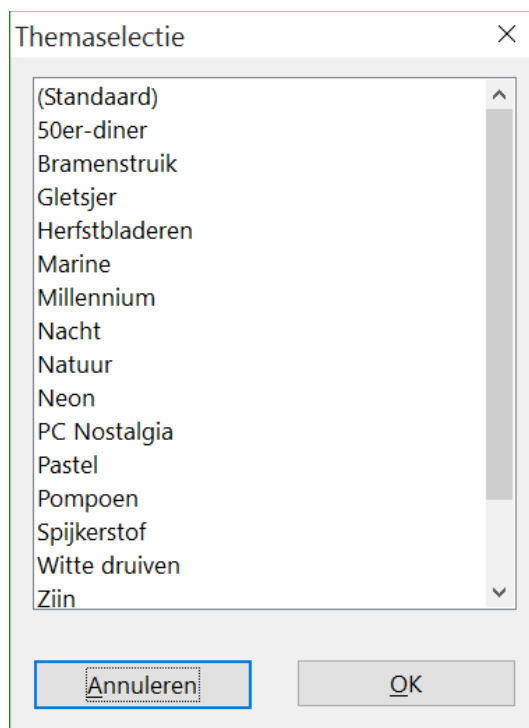 Themaselectie
(Standaard)
50er-diner
Bramenstruik
Gletsjer
Herfstbladeren
Marine
Millennium
Nacht
Natuur
Neon
PC Nostalgia
Pastel
Pompoen
Spijkerstof
Witte druiven
Zijn
Annuleren
OK